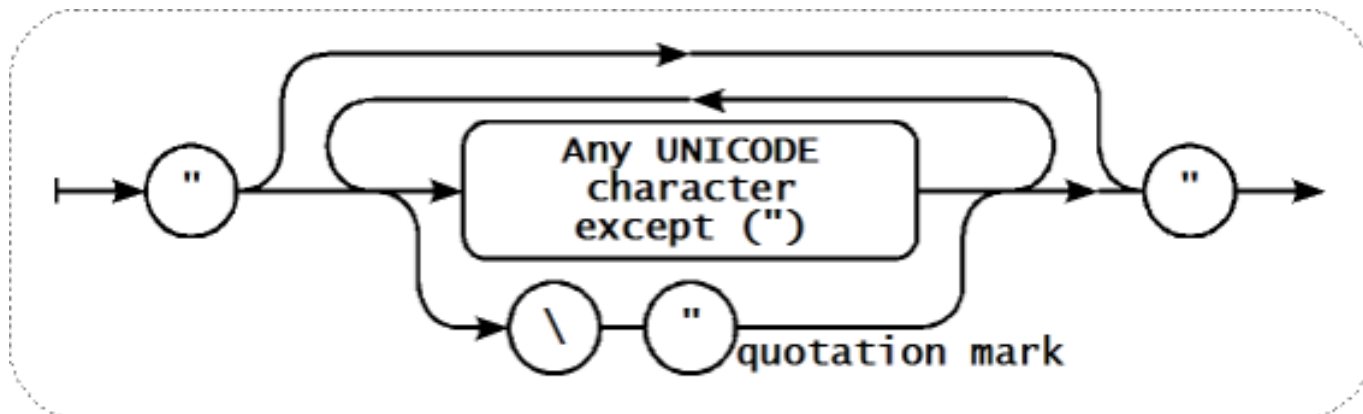 "
Any UNICODE
character
except (")
"
\
"
quotation mark